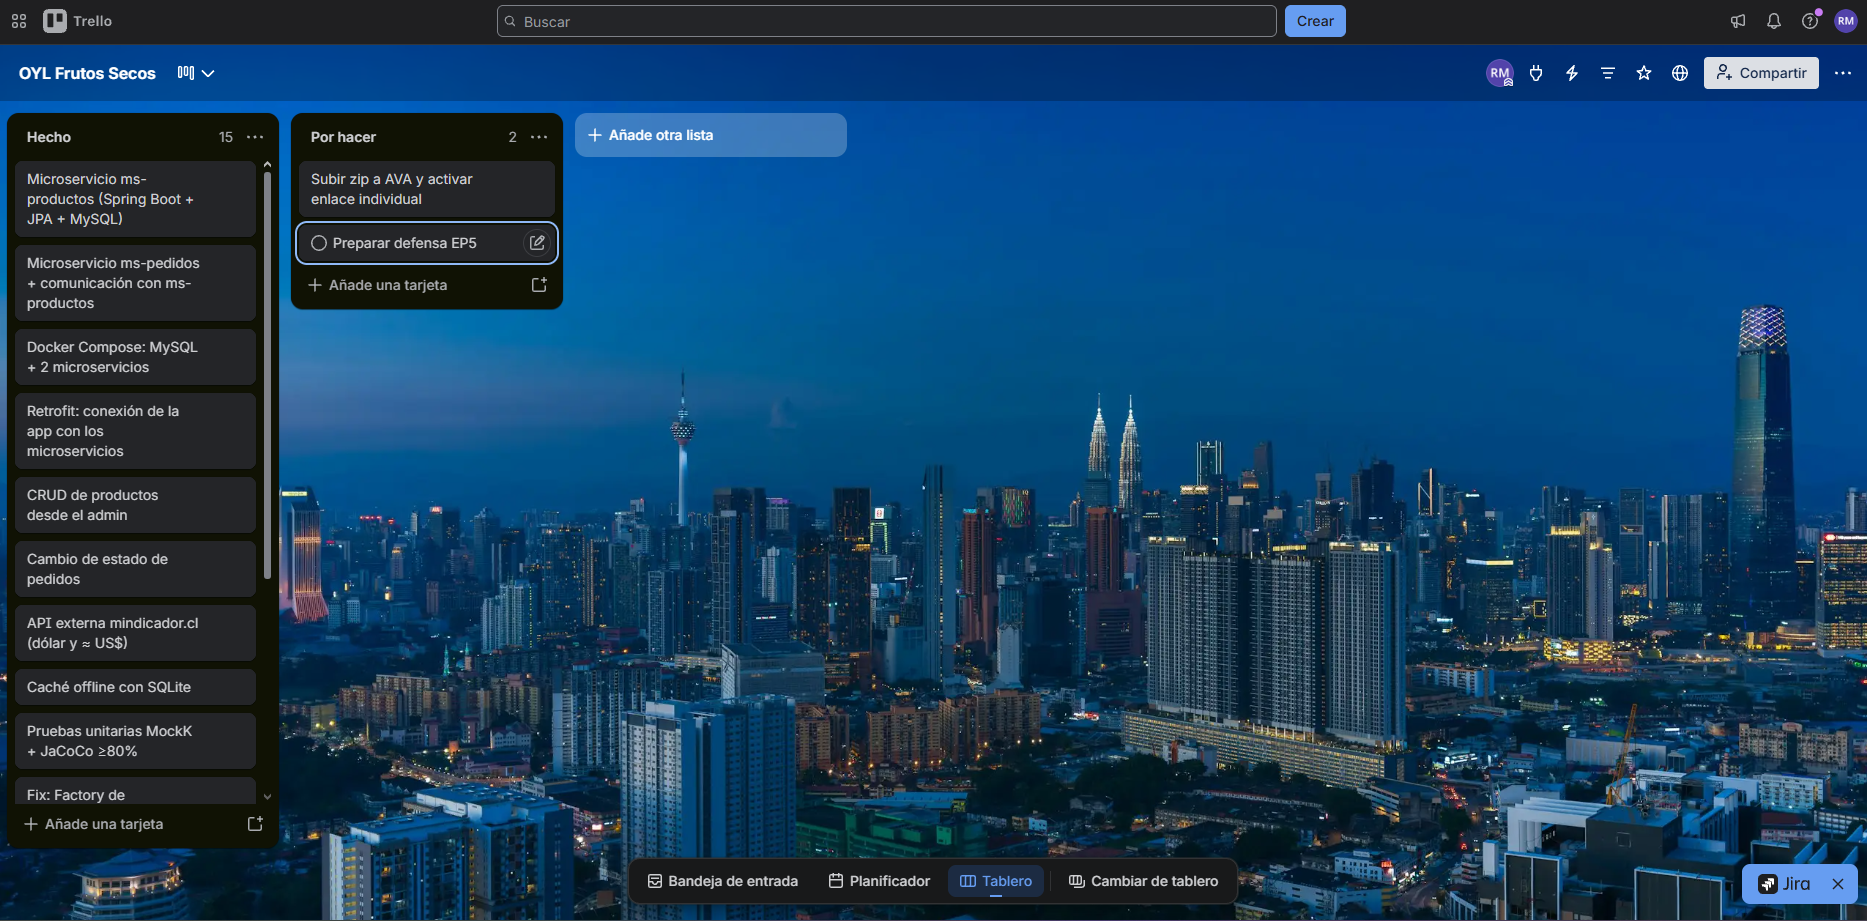 Trello
Buscar
Crear
RM
OYL Frutos Secos
RM
Compartir
Hecho
15
Microservicio ms-
productos (Spring Boot +
JPA + MySQL)
Microservicio ms-pedidos
+ comunicación con ms-
productos
Docker Compose: MySQL
+ 2 microservicios
Retrofit: conexión de la
app con los
microservicios
CRUD de productos
desde el admin
Cambio de estado de
pedidos
API externa mindicador.cl
(dólar y ≈ US$)
Caché offline con SQLite
Pruebas unitarias MockK
+ JaCoCo ≥80%
Fix: Factory de
Añade una tarjeta
Por hacer
2
Subir zip a AVA y activar
enlace individual
Preparar defensa EP5
Añade una tarjeta
Añade otra lista
Bandeja de entrada
Planificador
Tablero
Cambiar de tablero
Jira